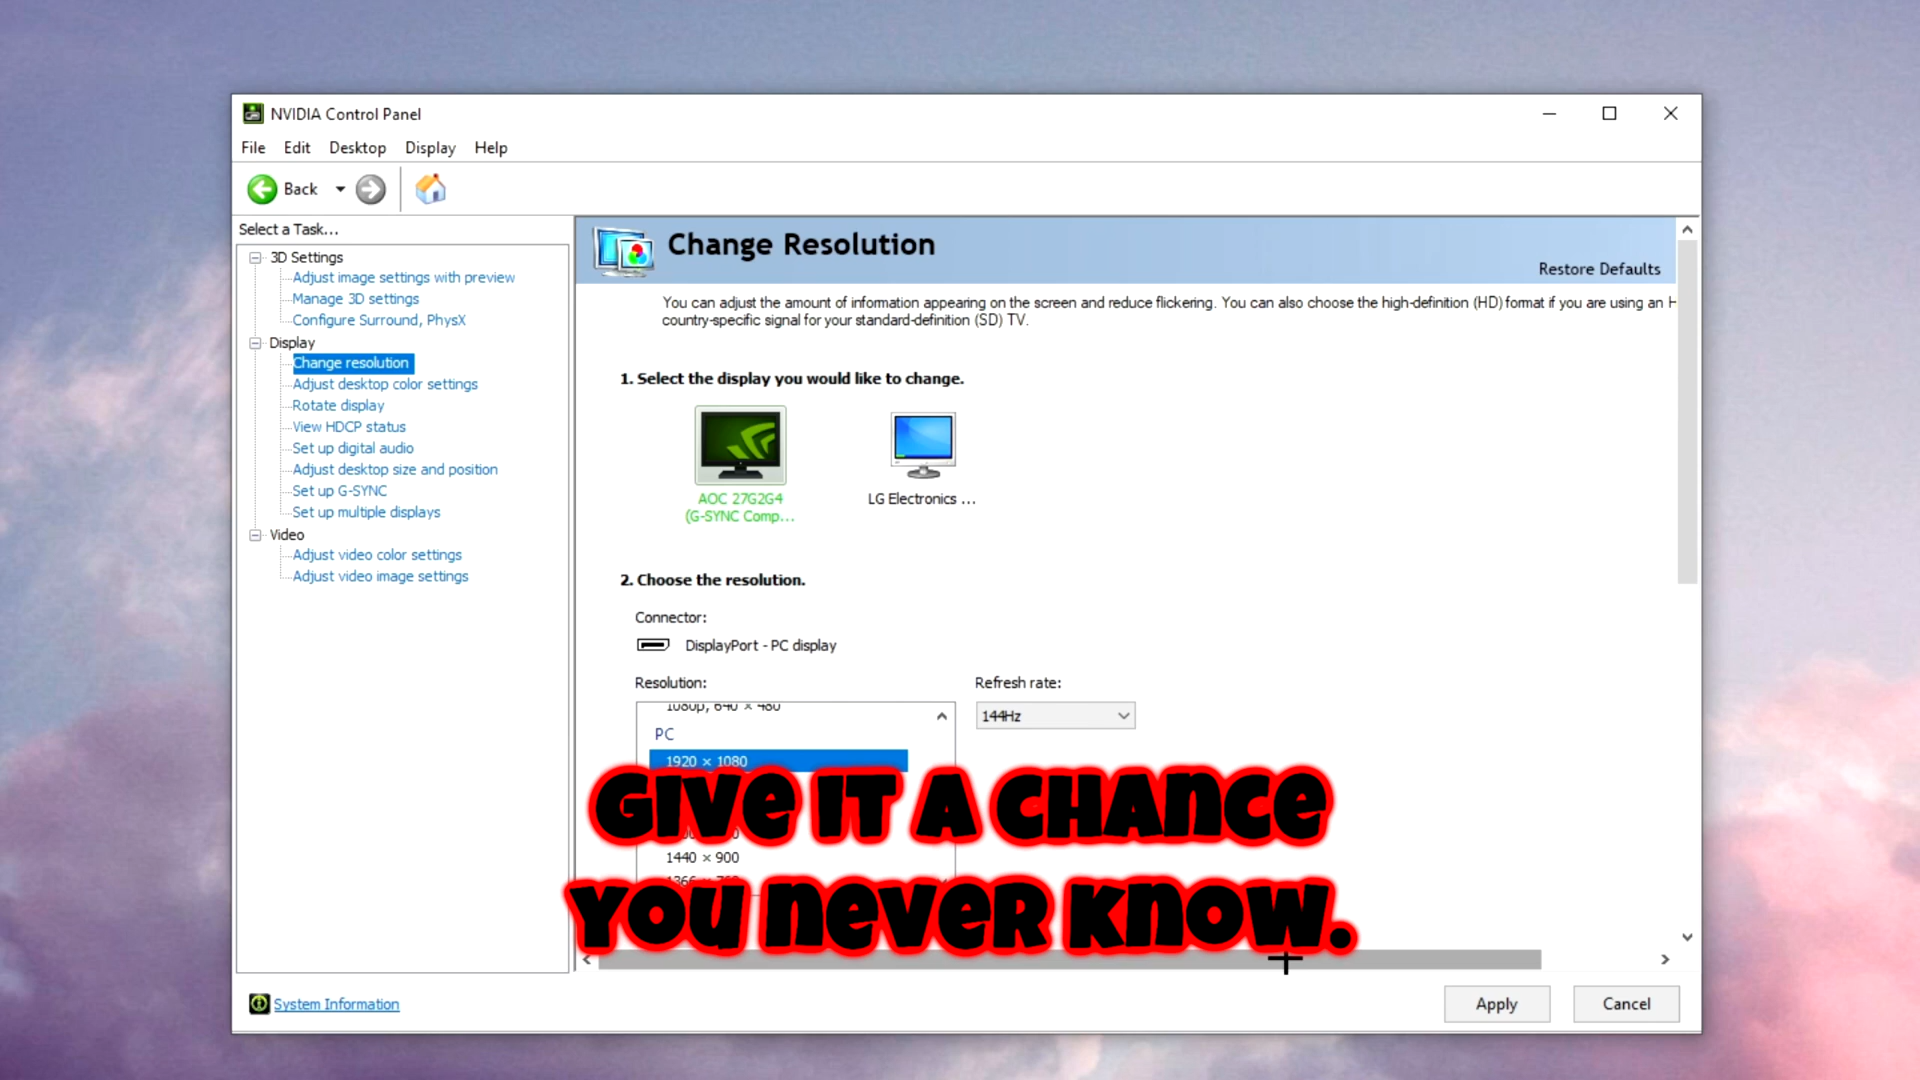 NVIDIA Control Panel
File Edit Desktop Display Help
Back
Select a Task...
3D Settings
Adjust image settings with preview
Manage 3D settings
Configure Surround, PhysX
Display
Change resolution
Adjust desktop color settings
Rotate display
View HDCP status
Set up digital audio
Adjust desktop size and position
Set up G-SYNC
Set up multiple displays
Video
Adjust video color settings
Adjust video image settings
System Information
Change Resolution
Restore Defaults
You can adjust the amount of information appearing on the screen and reduce flickering. You can also choose the high-definition (HD) format if you are using an H
country-specific signal for your standard-definition (SD) TV.
1. Select the display you would like to change.
AOC 27G2G4
(G-SYNC Comp...
LG Electronics ...
2. Choose the resolution.
Connector:
DisplayPort - PC display
Resolution:
1080p, 640 × 480
PC
1920 × 1080
1440 × 900
Refresh rate:
144Hz
GIVE IT A CHANCE
YOU NEVER KNOW.
Apply
Cancel